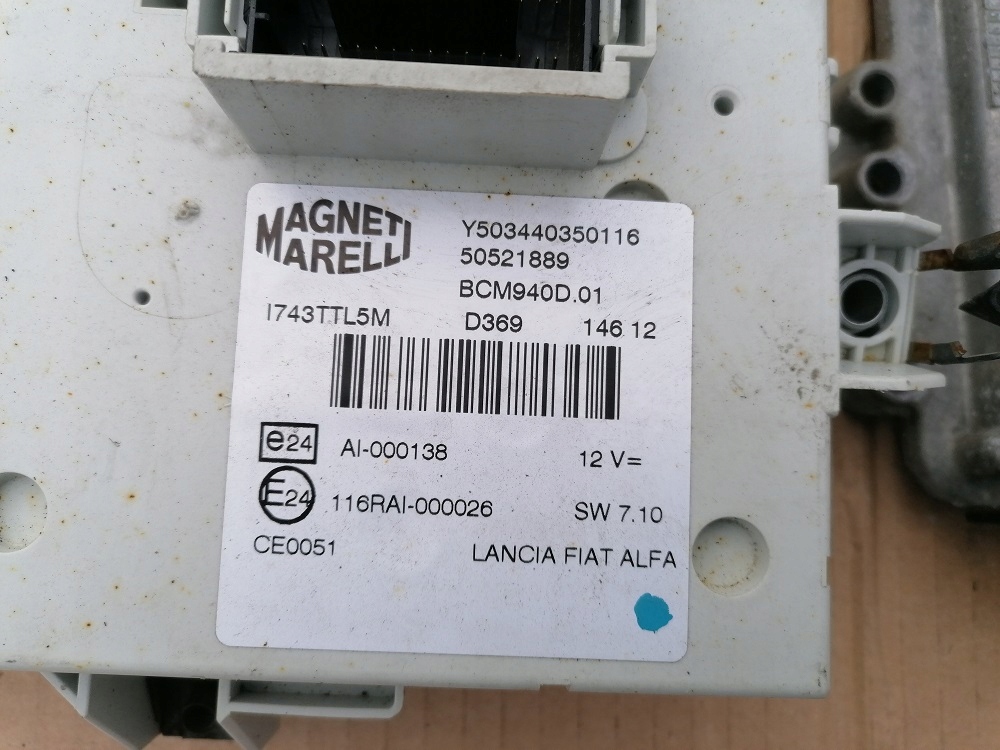 MAGNETI
MARELLI
Y503440350116
50521889
BCM940D.01
I743TTL5M D369 146 12
e24 AI-000138 12 V=
E24 116RAI-000026 SW 7.10
CE0051 LANCIA FIAT ALFA